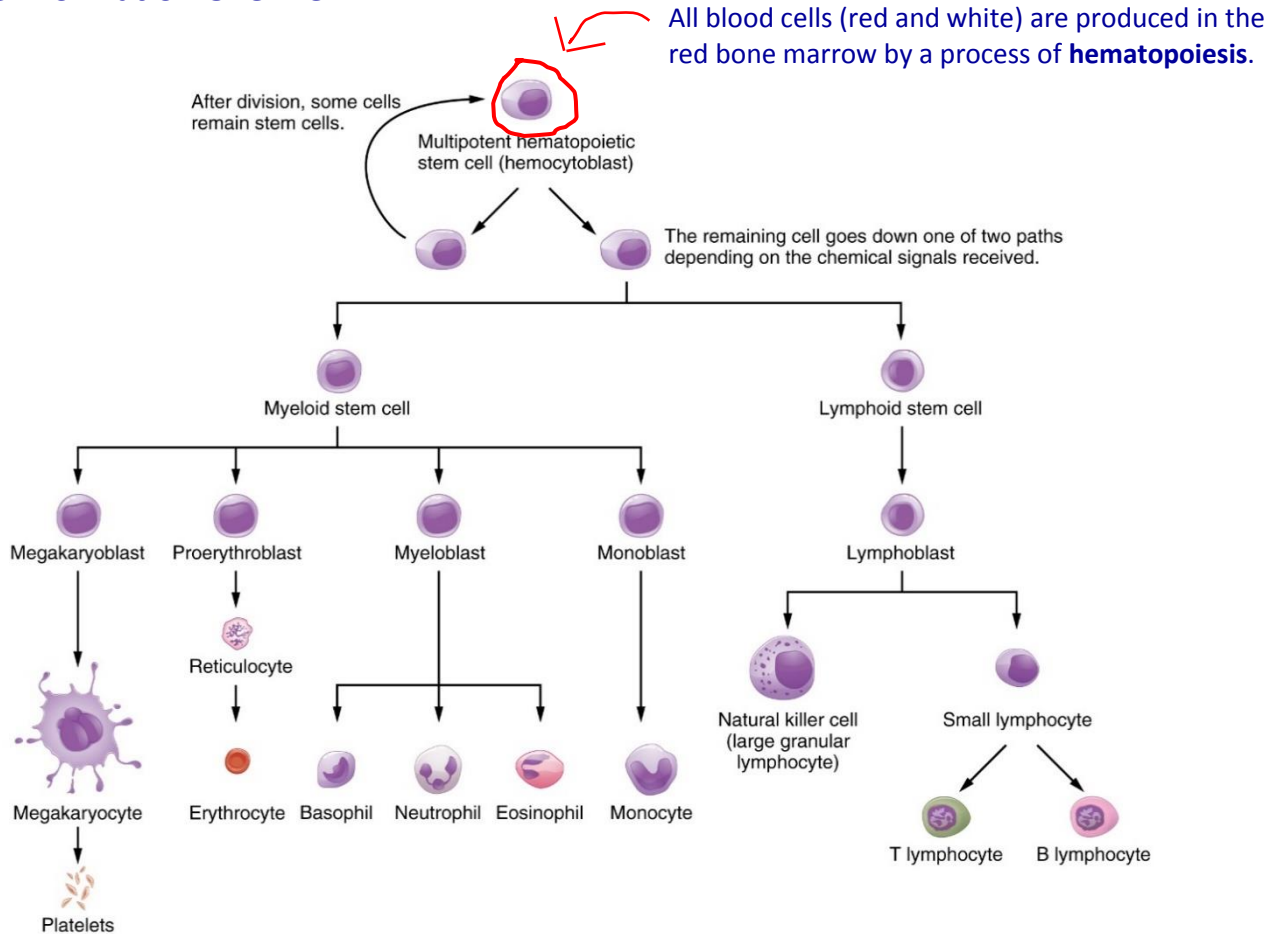 All blood cells (red and white) are produced in the
red bone marrow by a process of hematopoiesis.
After division, some cells
remain stem cells.
Multipotent hematopoietic
stem cell (hemocytoblast)
The remaining cell goes down one of two paths
depending on the chemical signals received.
Myeloid stem cell
Lymphoid stem cell
Megakaryoblast
Proerythroblast
Myeloblast
Monoblast
Lymphoblast
Reticulocyte
Natural killer cell
(large granular
lymphocyte)
Small lymphocyte
Megakaryocyte
Erythrocyte
Basophil
Neutrophil
Eosinophil
Monocyte
T lymphocyte
B lymphocyte
Platelets